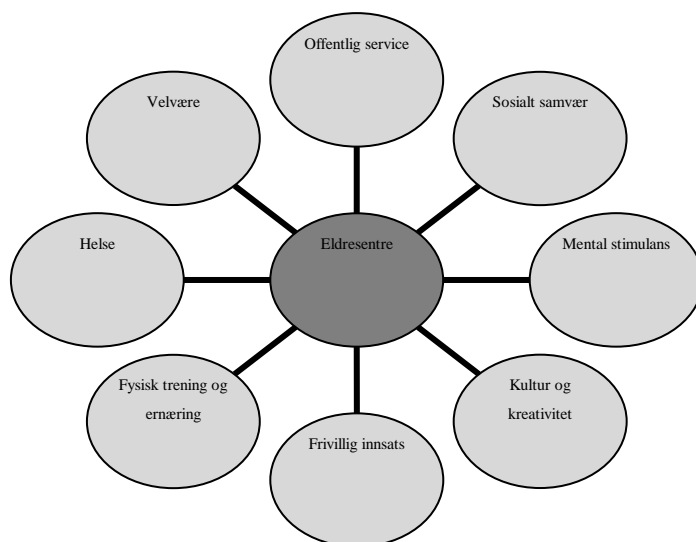 Offentlig service
Velvære
Sosialt samvær
Helse
Eldresentre
Mental stimulans
Fysisk trening og
ernæring
Kultur og
kreativitet
Frivillig innsats